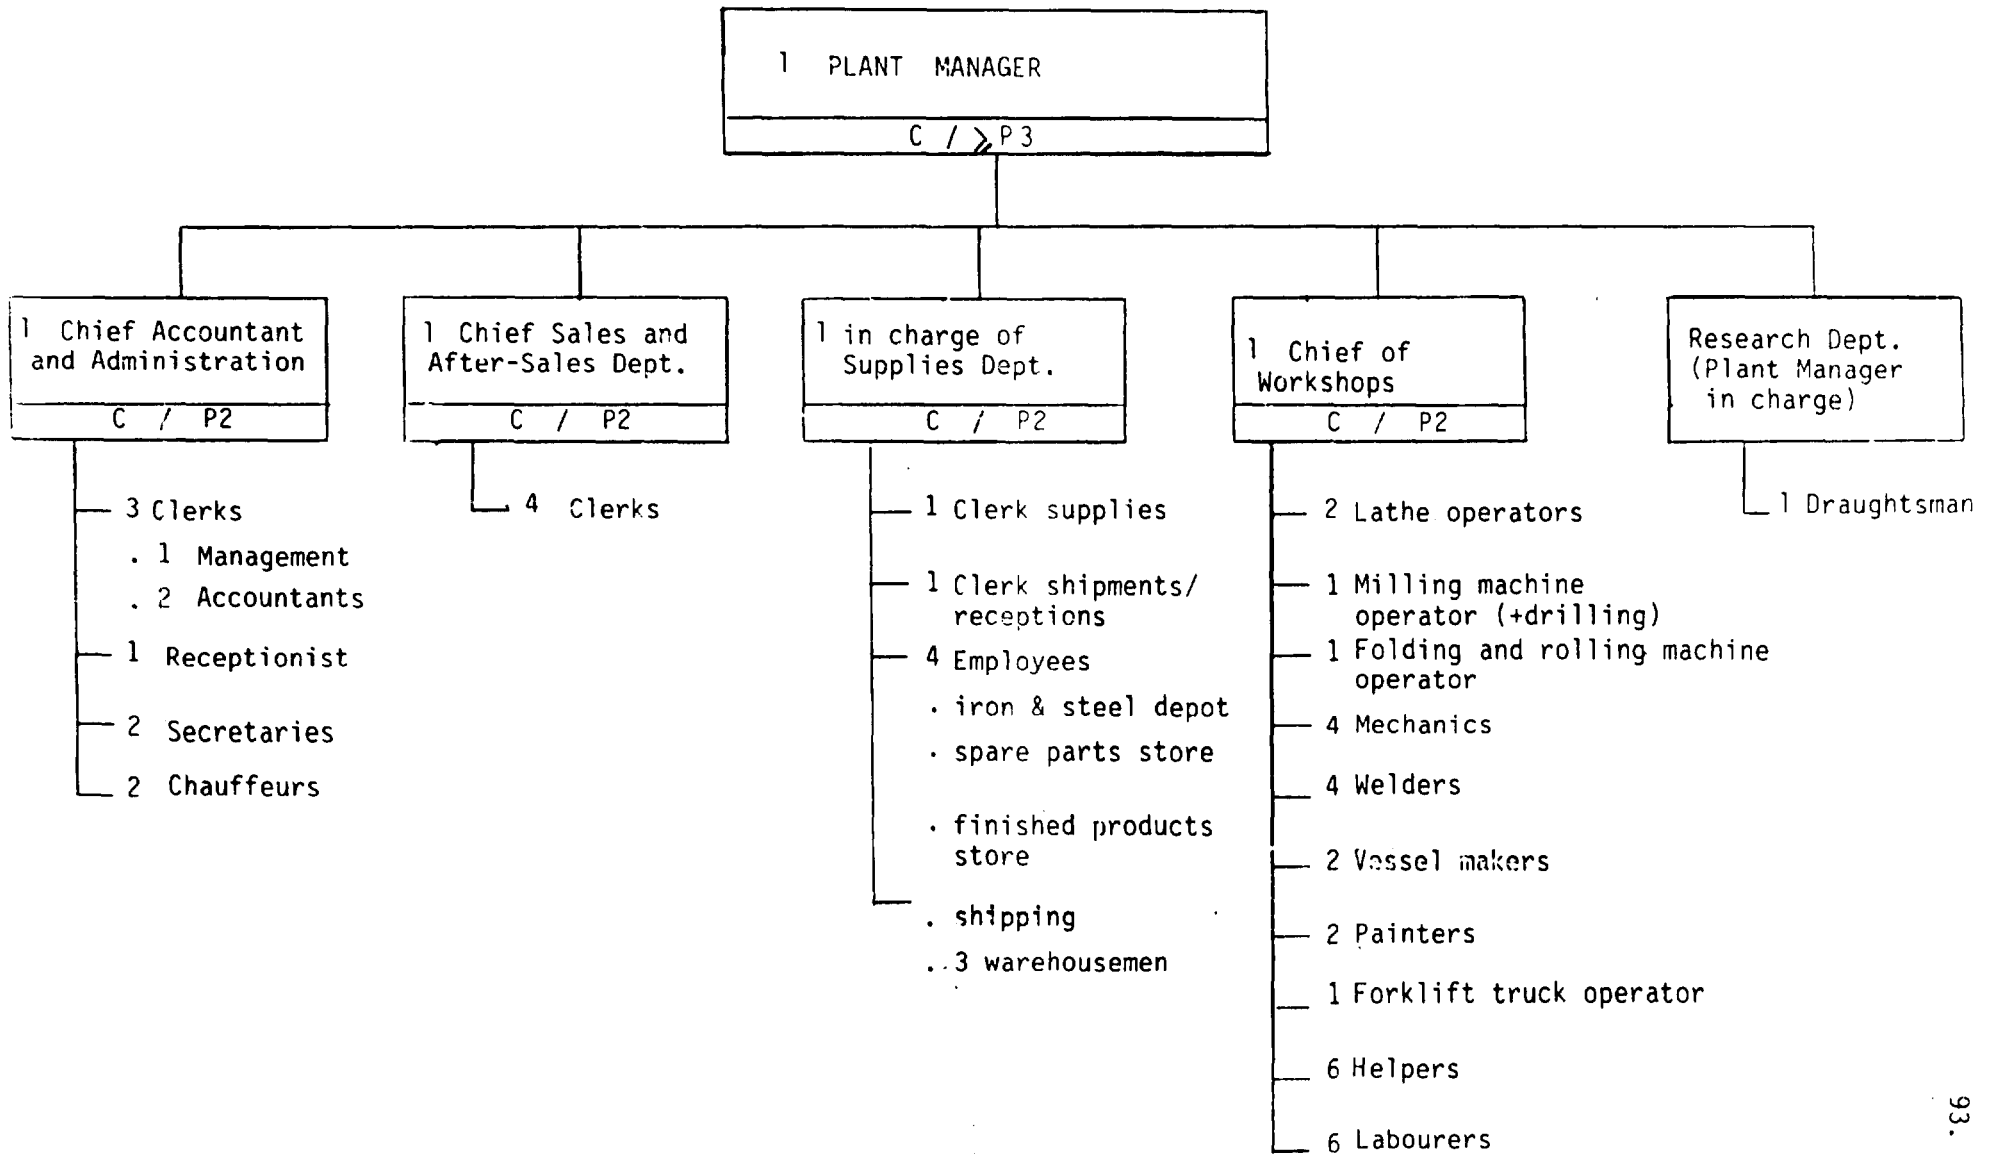 1 PLANT MANAGER
C / ⩾ P3
1 Chief Accountant
and Administration
C / P2
3 Clerks
. 1 Management
. 2 Accountants
1 Receptionist
2 Secretaries
2 Chauffeurs
1 Chief Sales and
After-Sales Dept.
C / P2
4 Clerks
1 in charge of
Supplies Dept.
C / P2
1 Clerk supplies
1 Clerk shipments/
receptions
4 Employees
. iron & steel depot
. spare parts store
. finished products
store
. shipping
. 3 warehousemen
1 Chief of
Workshops
C / P2
2 Lathe operators
1 Milling machine
operator (+drilling)
1 Folding and rolling machine
operator
4 Mechanics
4 Welders
2 Vessel makers
2 Painters
1 Forklift truck operator
6 Helpers
6 Labourers
Research Dept.
(Plant Manager
in charge)
1 Draughtsman
93.